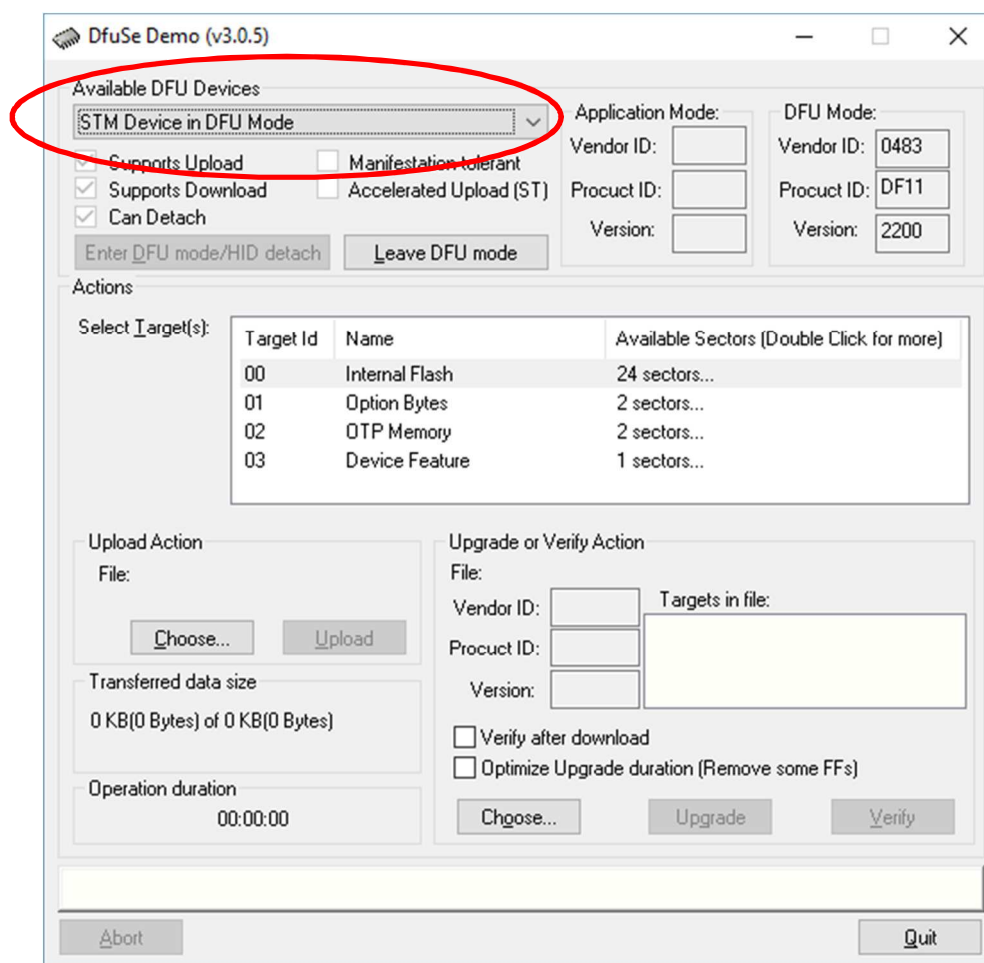 DfuSe Demo (v3.0.5)
Available DFU Devices
STM Device in DFU Mode
Supports Upload
Manifestation tolerant
Supports Download
Accelerated Upload (ST)
Can Detach
Enter DFU mode/HID detach
Leave DFU mode
Application Mode:
Vendor ID:
Procuct ID:
Version:
DFU Mode:
Vendor ID: 0483
Procuct ID: DF11
Version: 2200
Actions
Select Target(s):
Target Id Name Available Sectors (Double Click for more)
00 Internal Flash 24 sectors...
01 Option Bytes 2 sectors...
02 OTP Memory 2 sectors...
03 Device Feature 1 sectors...
Upload Action
File:
Choose... Upload
Transferred data size
0 KB(0 Bytes) of 0 KB(0 Bytes)
Operation duration
00:00:00
Upgrade or Verify Action
File:
Vendor ID:
Procuct ID:
Version:
Targets in file:
Verify after download
Optimize Upgrade duration (Remove some FFs)
Choose... Upgrade Verify
Abort Quit